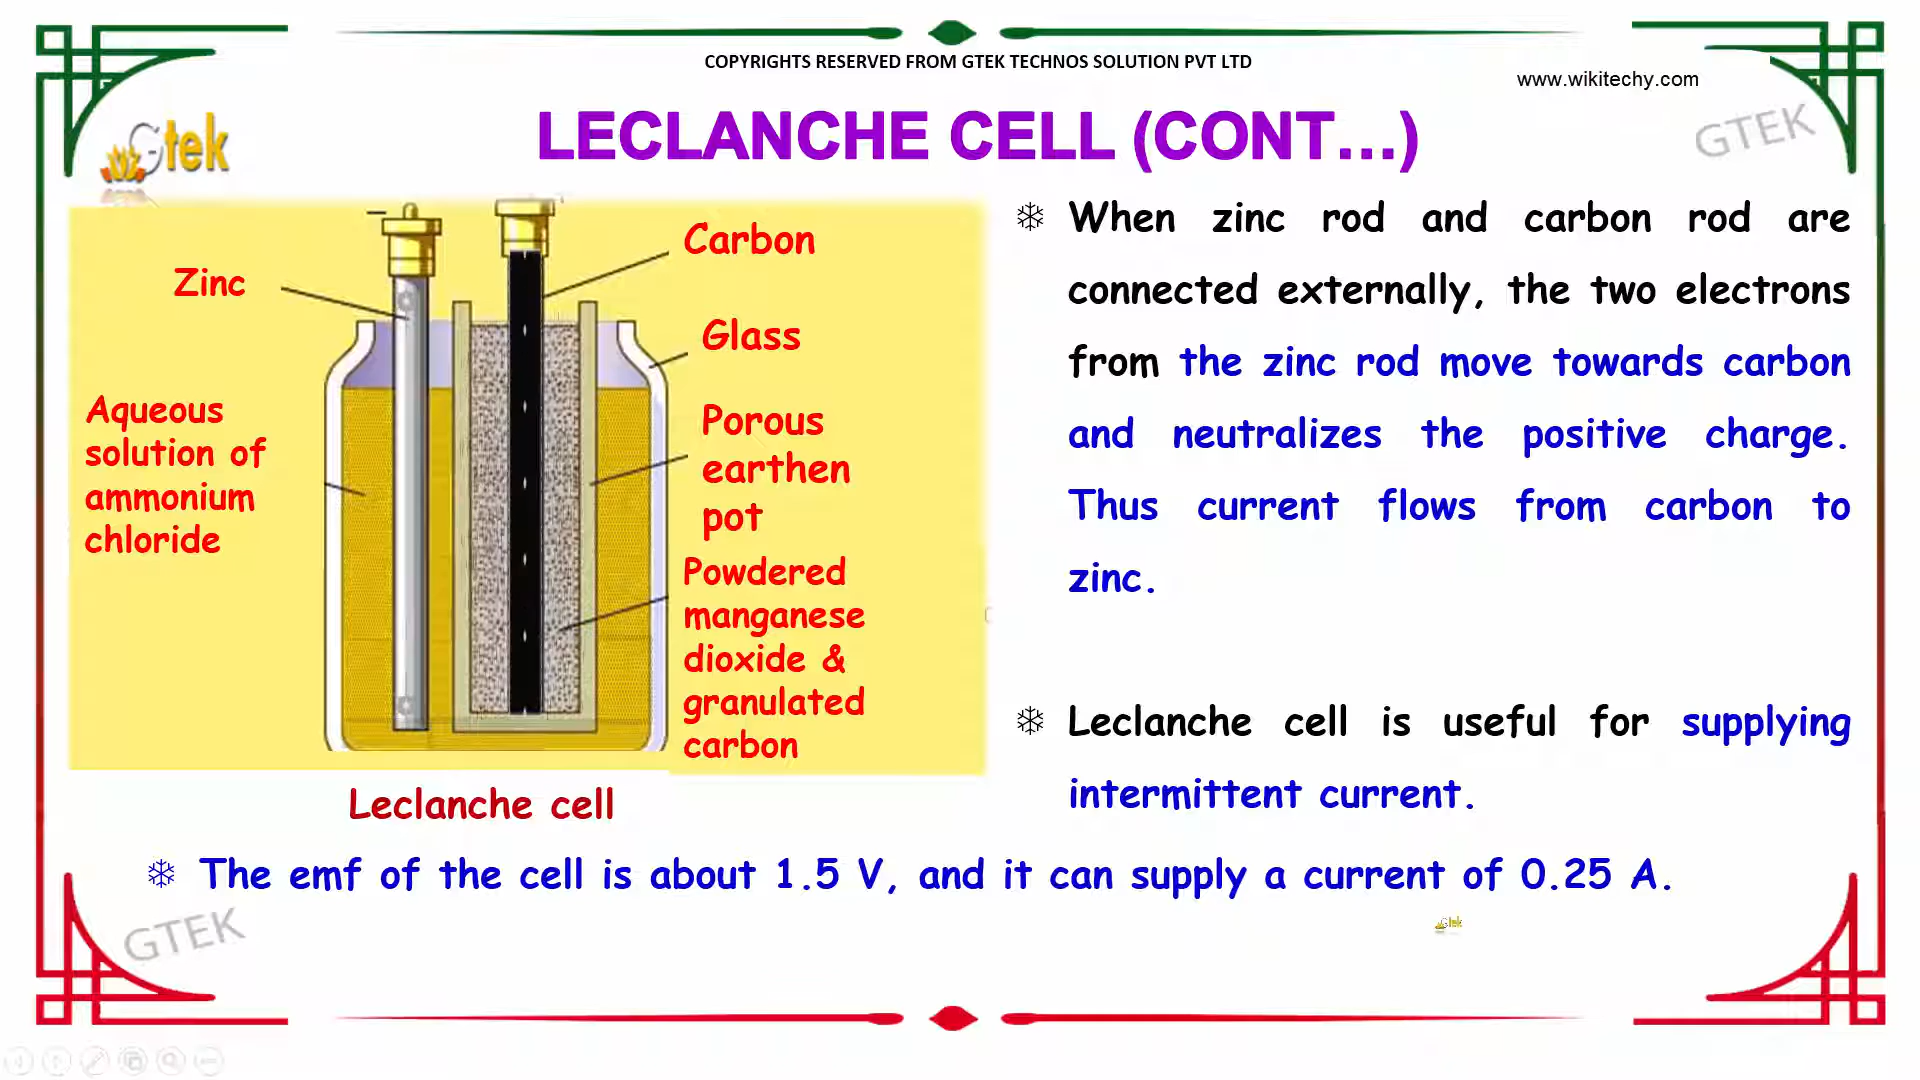 COPYRIGHTS RESERVED FROM GTEK TECHNOS SOLUTION PVT LTD
www.wikitechy.com
Gtek
GTEK
LECLANCHE CELL (CONT...)
Zinc
Aqueous
solution of
ammonium
chloride
Carbon
Glass
Porous
earthen
pot
Powdered
manganese
dioxide &
granulated
carbon
Leclanche cell
When zinc rod and carbon rod are
connected externally, the two electrons
from the zinc rod move towards carbon
and neutralizes the positive charge.
Thus current flows from carbon to
zinc.
Leclanche cell is useful for supplying
intermittent current.
The emf of the cell is about 1.5 V, and it can supply a current of 0.25 A.
GTEK
Gtek